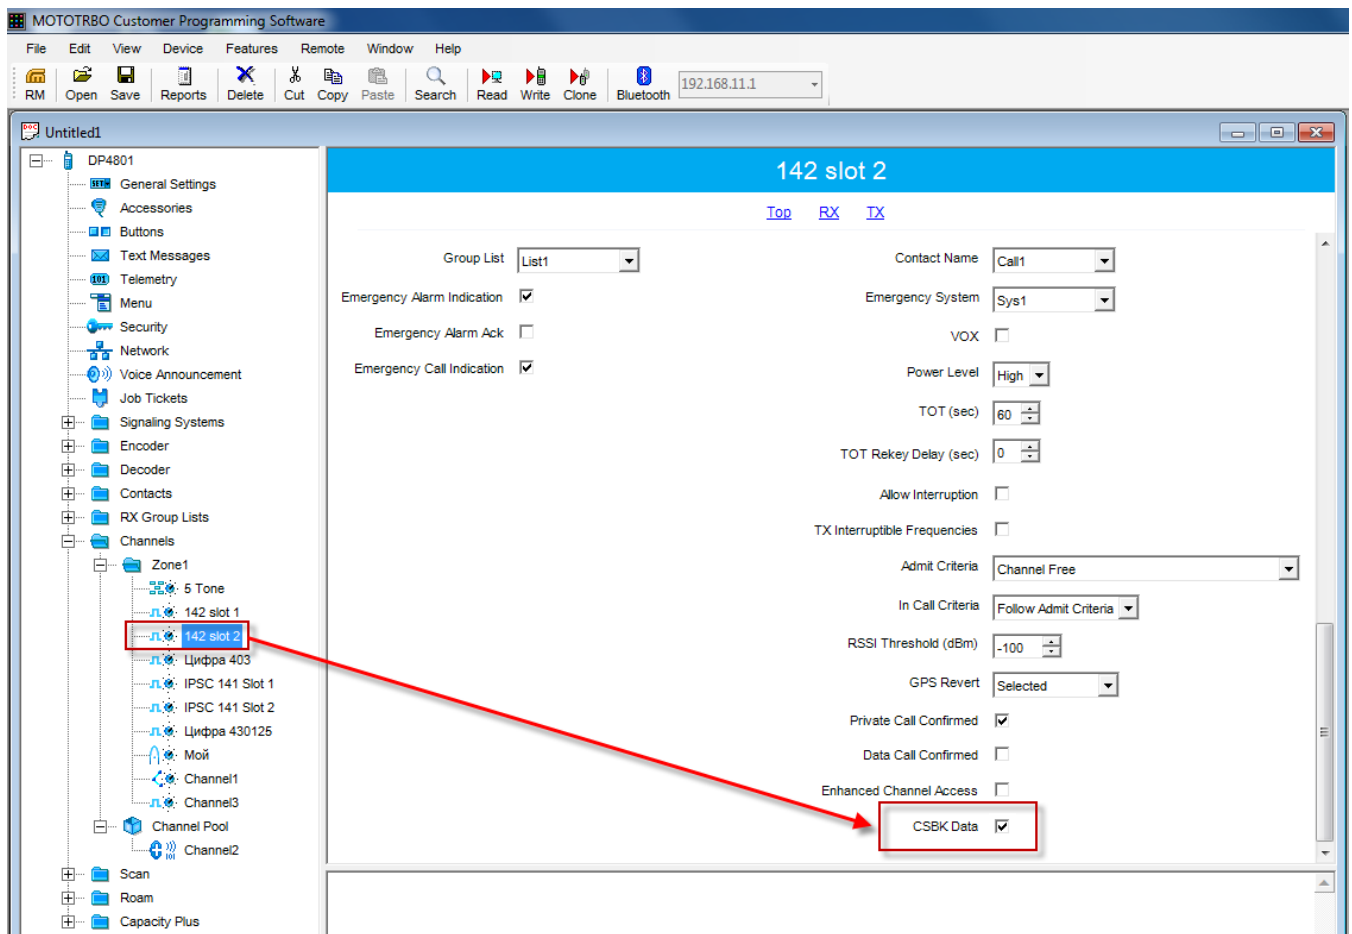 MOTOTRBO Customer Programming Software
File Edit View Device Features Remote Window Help
RM Open Save Reports Delete Cut Copy Paste Search Read Write Clone Bluetooth 192.168.11.1
Untitled1
DP4801
General Settings
Accessories
Buttons
Text Messages
Telemetry
Menu
Security
Network
Voice Announcement
Job Tickets
Signaling Systems
Encoder
Decoder
Contacts
RX Group Lists
Channels
Zone1
5 Tone
142 slot 1
142 slot 2
Цифра 403
IPSC 141 Slot 1
IPSC 141 Slot 2
Цифра 430125
Мой
Channel1
Channel3
Channel Pool
Channel2
Scan
Roam
Capacity Plus
142 slot 2
Top RX TX
Group List List1
Emergency Alarm Indication
Emergency Alarm Ack
Emergency Call Indication
Contact Name Call1
Emergency System Sys1
VOX
Power Level High
TOT (sec) 60
TOT Rekey Delay (sec) 0
Allow Interruption
TX Interruptible Frequencies
Admit Criteria Channel Free
In Call Criteria Follow Admit Criteria
RSSI Threshold (dBm) -100
GPS Revert Selected
Private Call Confirmed
Data Call Confirmed
Enhanced Channel Access
CSBK Data